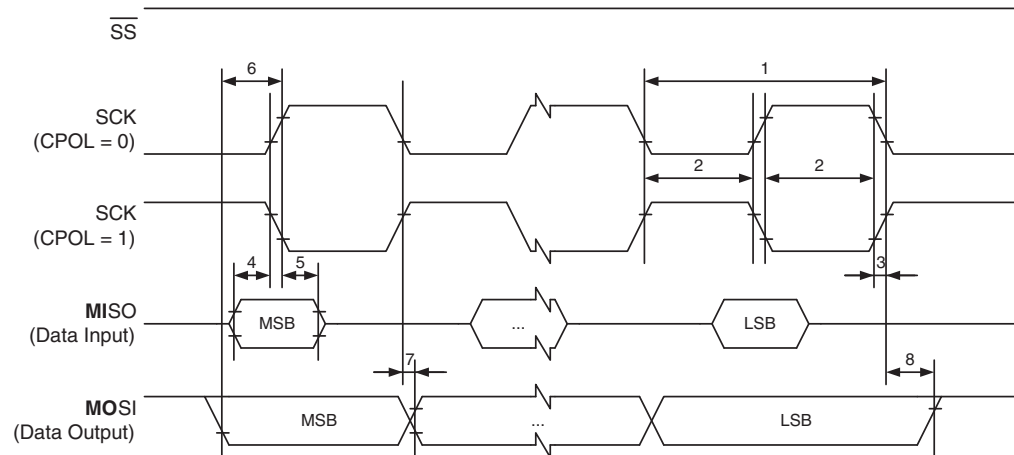 SS
6
1
SCK
(CPOL = 0)
2
2
SCK
(CPOL = 1)
4
5
3
MISO
(Data Input)
MSB
...
LSB
7
8
MOSI
(Data Output)
MSB
...
LSB